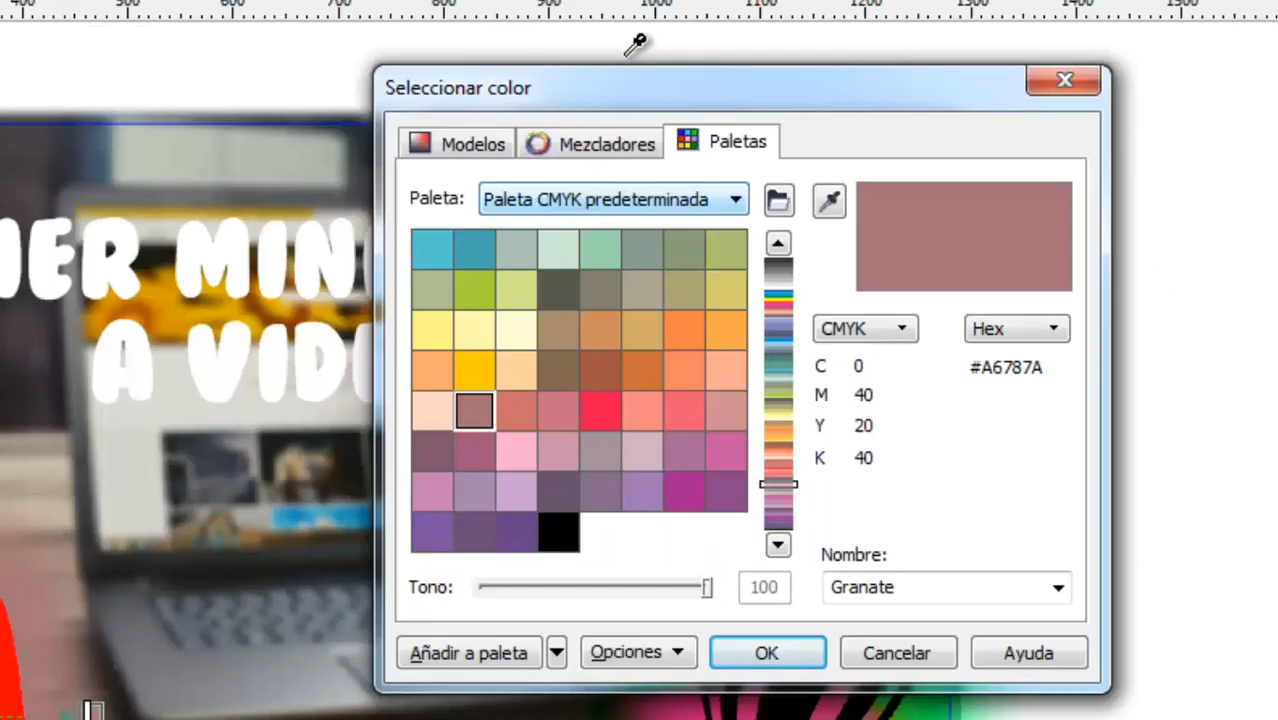 400 500 600 700 800 900 1000 1100 1200 1300 1400 1500
Seleccionar color
Modelos Mezcladores Paletas
Paleta: Paleta CMYK predeterminada
NER MIN
A VID
CMYK Hex
C 0 #A6787A
M 40
Y 20
K 40
Nombre:
Tono: 100 Granate
Añadir a paleta Opciones OK Cancelar Ayuda